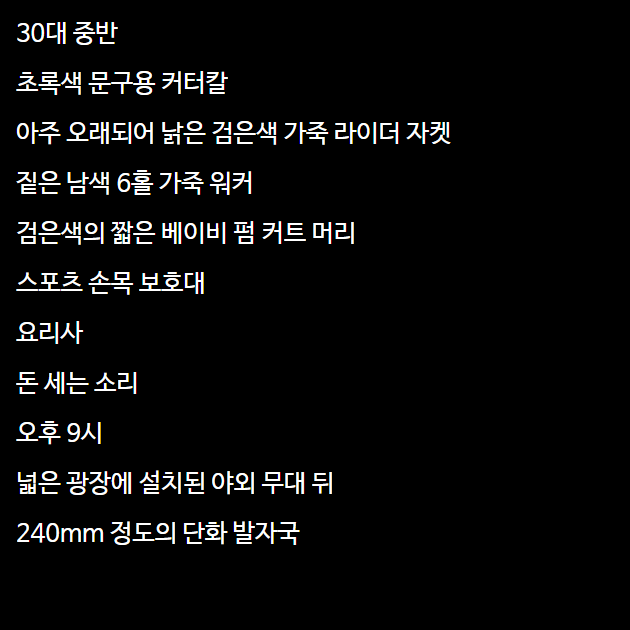 30대 중반
초록색 문구용 커터칼
아주 오래되어 낡은 검은색 가죽 라이더 자켓
짙은 남색 6홀 가죽 워커
검은색의 짧은 베이비 펌 커트 머리
스포츠 손목 보호대
요리사
돈 세는 소리
오후 9시
넓은 광장에 설치된 야외 무대 뒤
240mm 정도의 단화 발자국